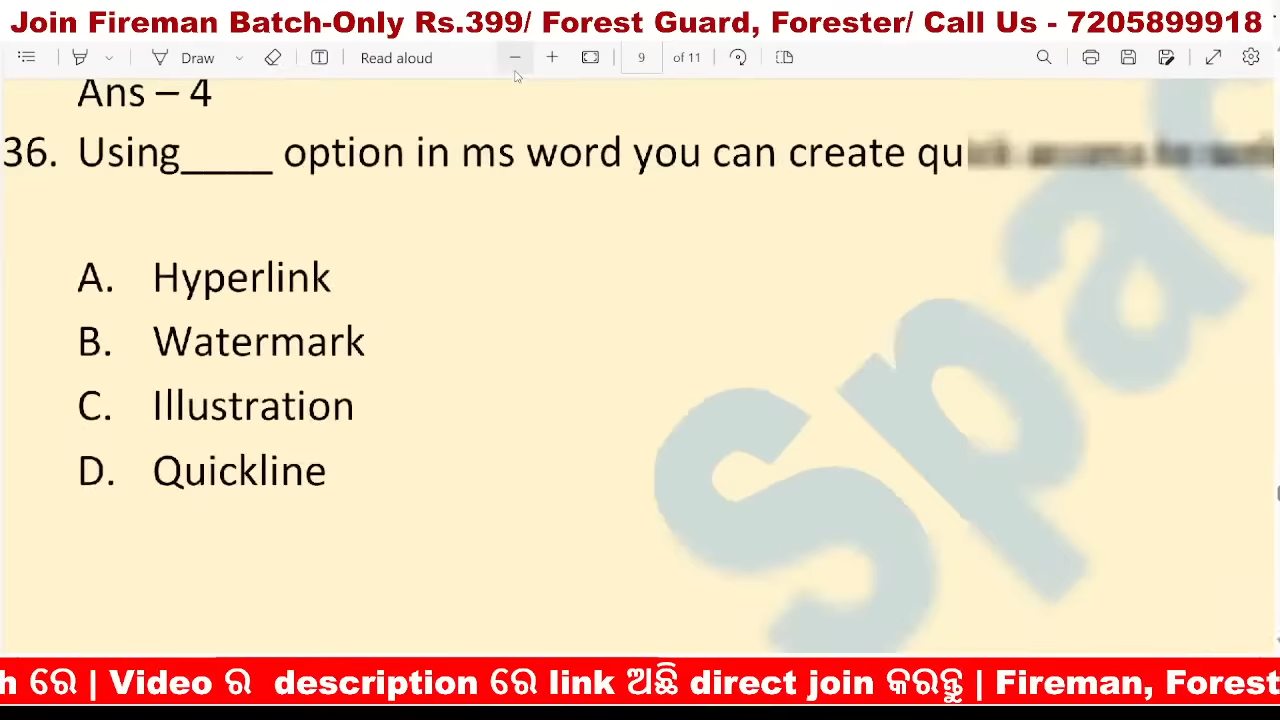 Join Fireman Batch-Only Rs.399/ Forest Guard, Forester/ Call Us - 7205899918
Draw Read aloud 9 of 11
Ans – 4
36. Using____ option in ms word you can create qu
A. Hyperlink
B. Watermark
C. Illustration
D. Quickline
Spac
h ରେ | Video ର description ରେ link ଅଛି direct join କରନ୍ତୁ | Fireman, Forest